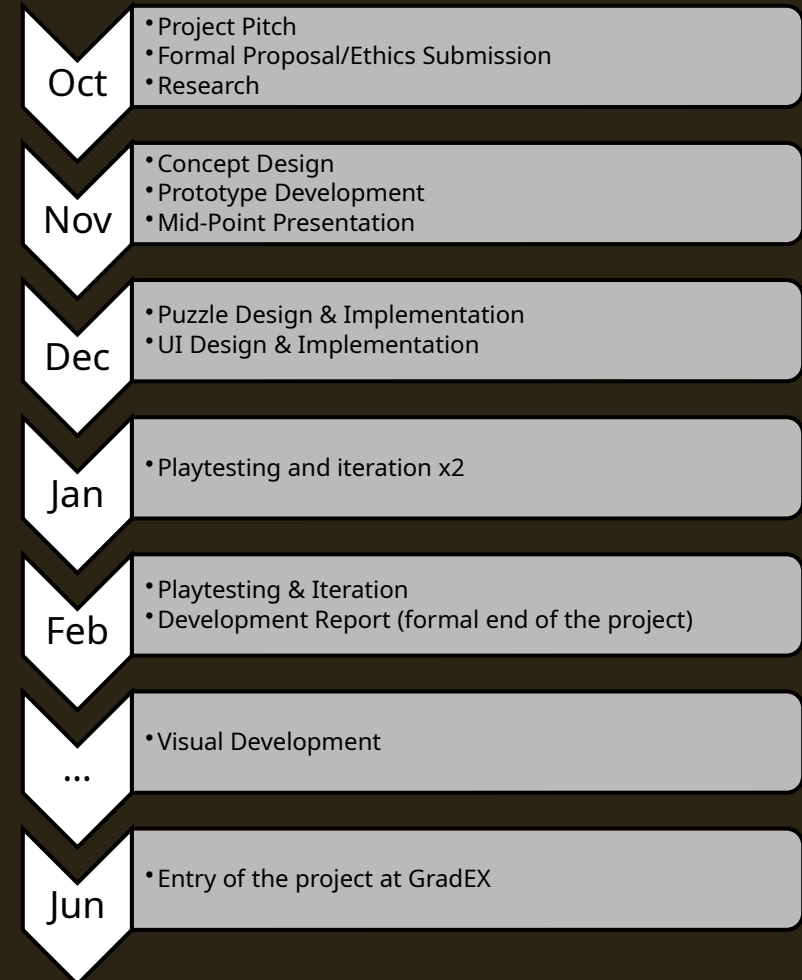 Oct
•Project Pitch
•Formal Proposal/Ethics Submission
•Research
Nov
•Concept Design
•Prototype Development
•Mid-Point Presentation
Dec
•Puzzle Design & Implementation
•UI Design & Implementation
Jan
•Playtesting and iteration x2
Feb
•Playtesting & Iteration
•Development Report (formal end of the project)
...
•Visual Development
Jun
•Entry of the project at GradEX